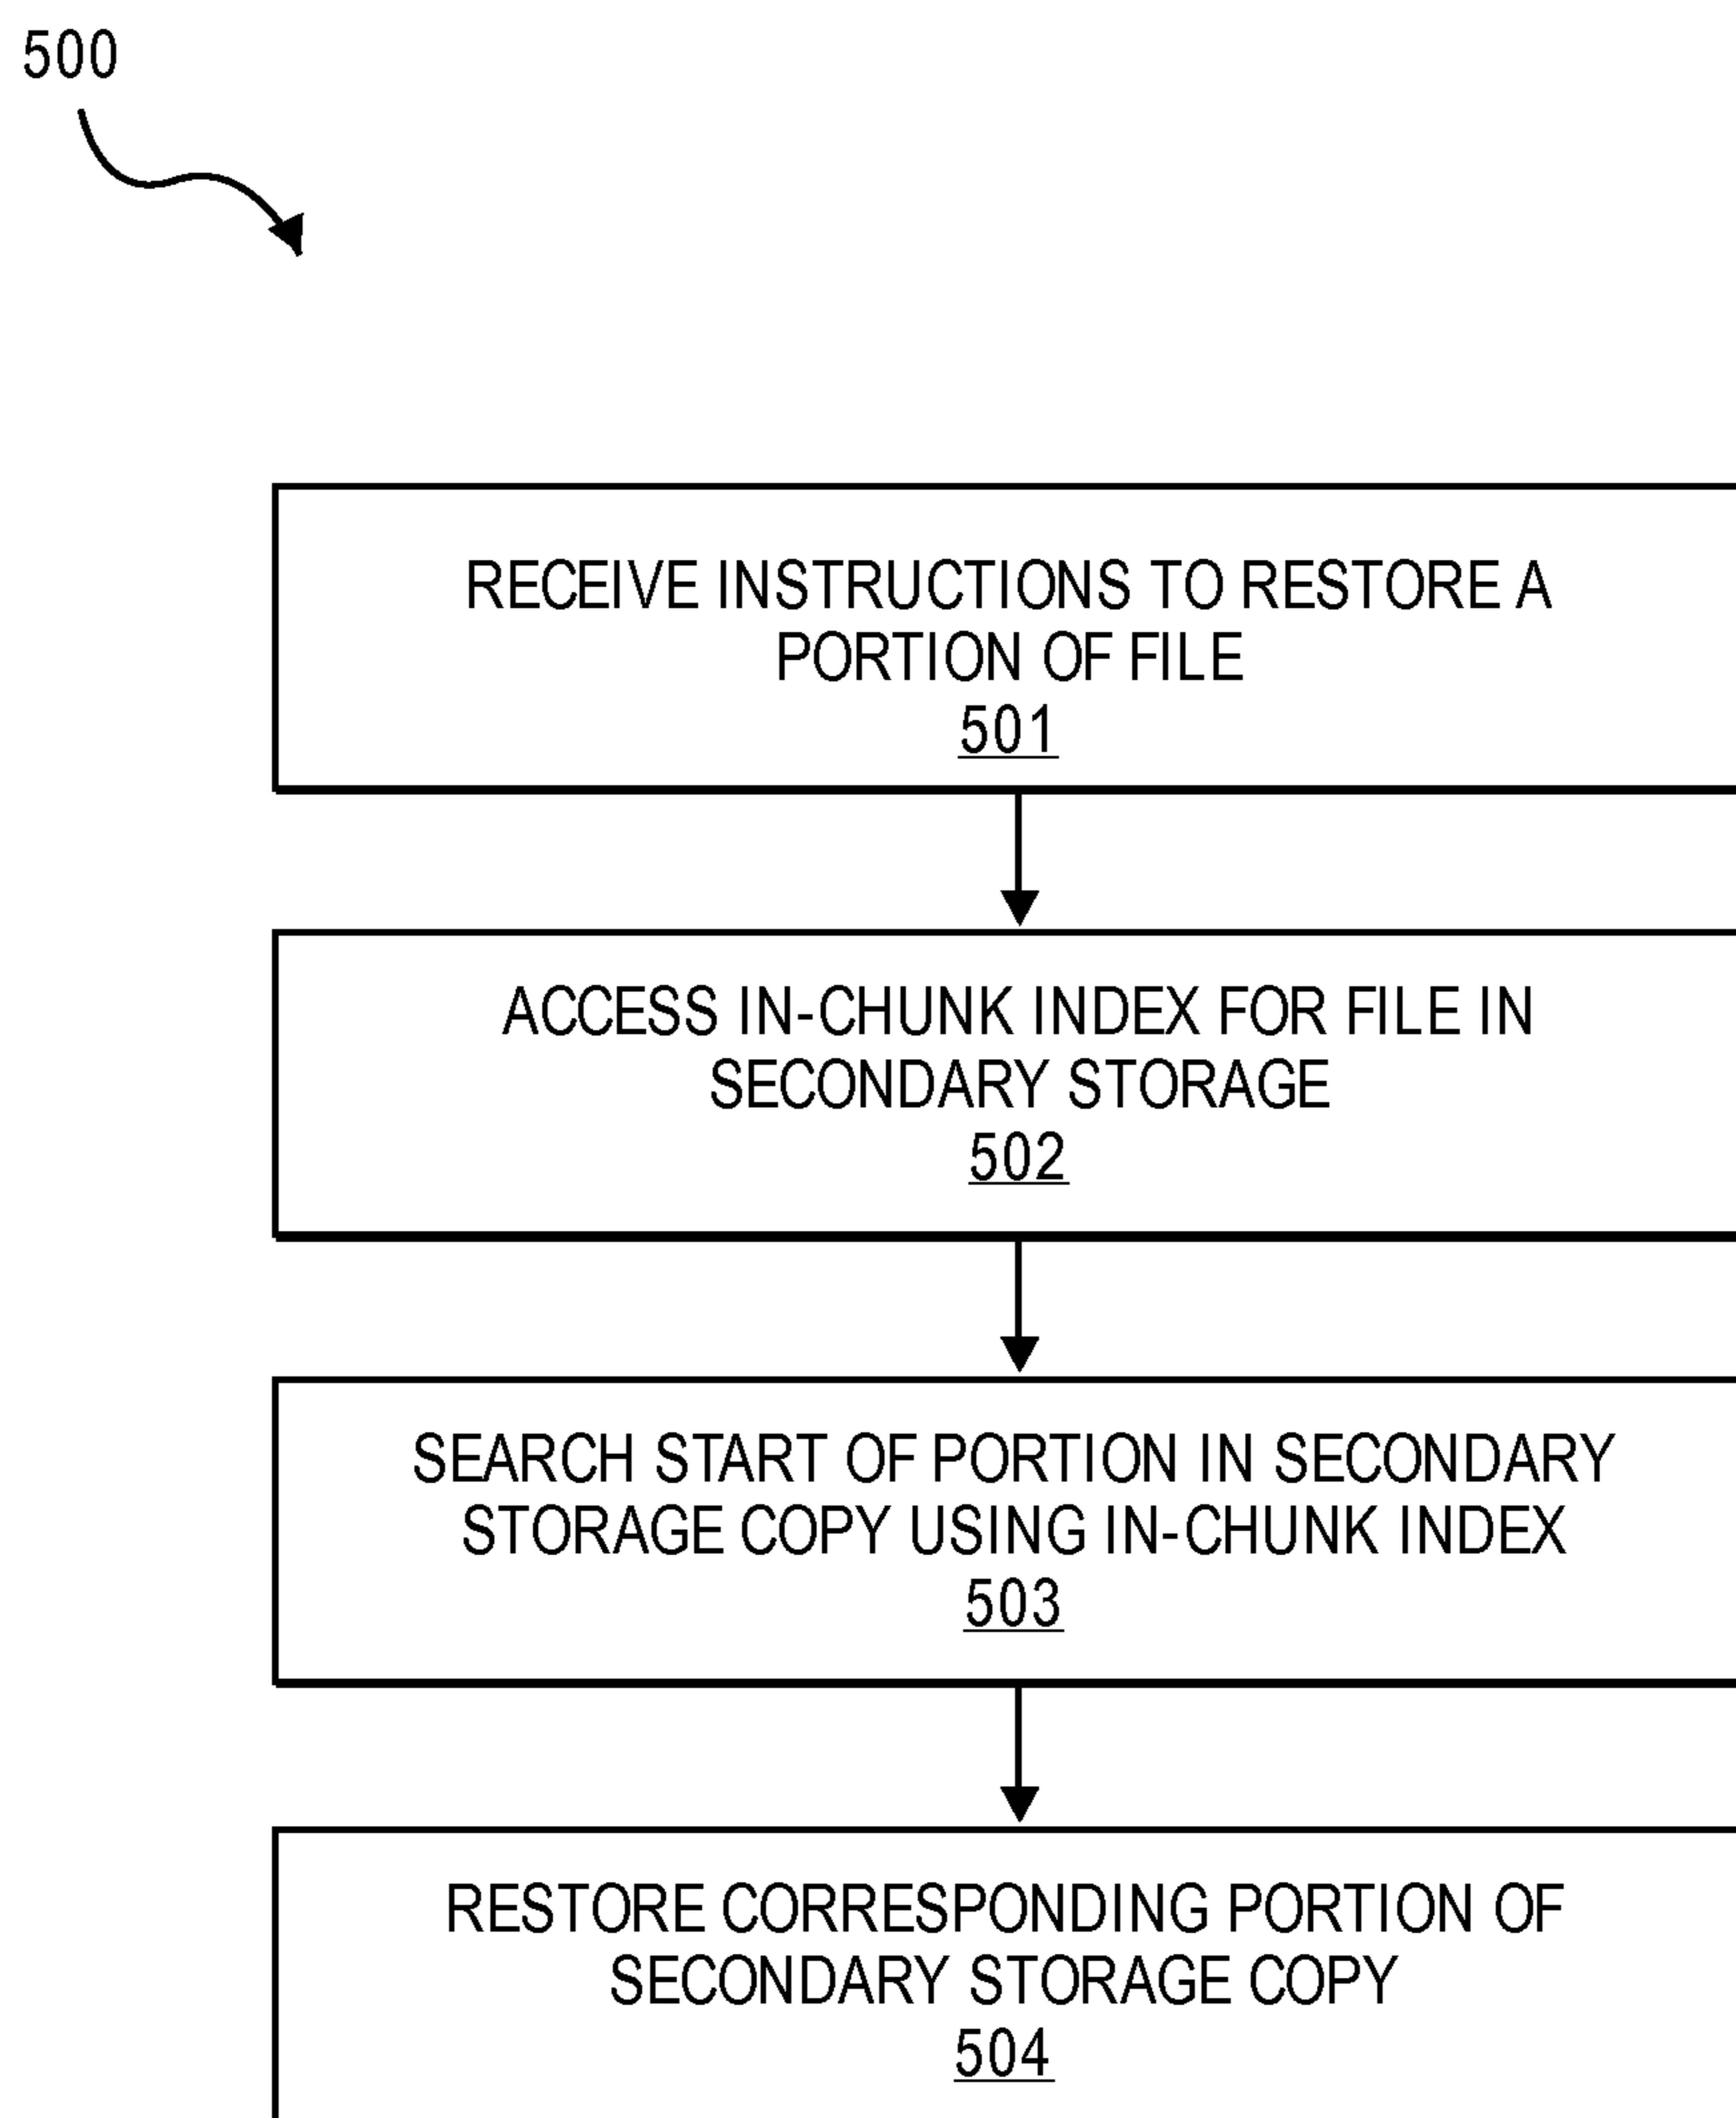 500
RECEIVE INSTRUCTIONS TO RESTORE A
PORTION OF FILE
501
ACCESS IN-CHUNK INDEX FOR FILE IN
SECONDARY STORAGE
502
SEARCH START OF PORTION IN SECONDARY
STORAGE COPY USING IN-CHUNK INDEX
503
RESTORE CORRESPONDING PORTION OF
SECONDARY STORAGE COPY
504